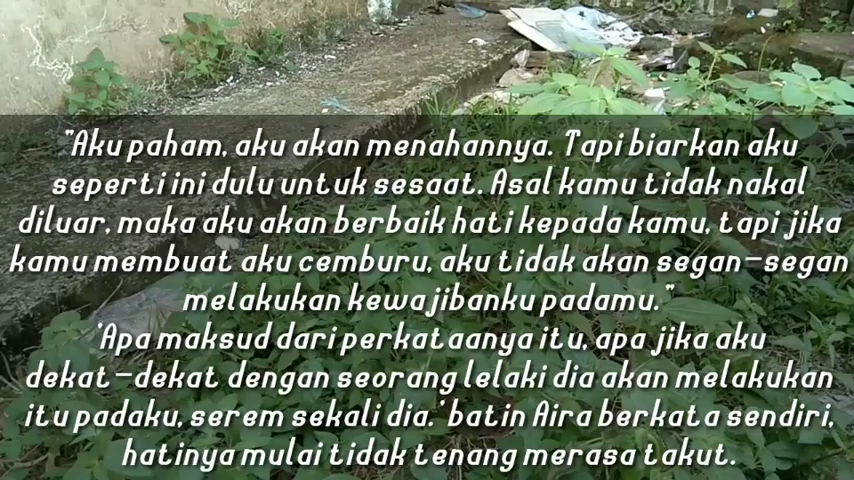 "Aku paham, aku akan menahannya. Tapi biarkan aku
seperti ini dulu untuk sesaat. Asal kamu tidak nakal
diluar, maka aku akan berbaik hati kepada kamu, tapi jika
kamu membuat aku cemburu, aku tidak akan segan-segan
melakukan kewajibanku padamu."
'Apa maksud dari perkataanya itu, apa jika aku
dekat-dekat dengan seorang lelaki dia akan melakukan
itu padaku, serem sekali dia.' batin Aira berkata sendiri,
hatinya mulai tidak tenang merasa takut.